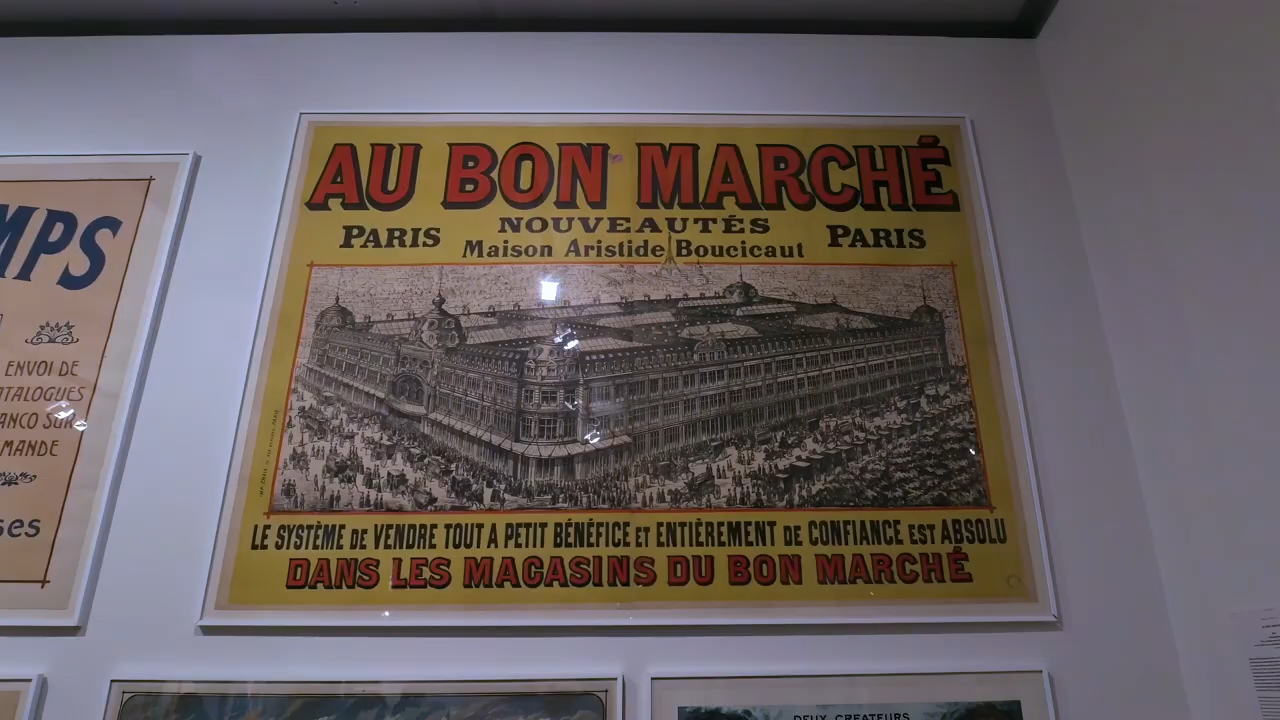 AU BON MARCHÉ
NOUVEAUTÉS
PARIS
PARIS
Maison Aristide Boucicaut
LE SYSTÈME DE VENDRE TOUT A PETIT BÉNÉFICE ET ENTIÈREMENT DE CONFIANCE EST ABSOLU
DANS LES MAGASINS DU BON MARCHÉ
MPS
ENVOI DE
ATALOGUES
ANCO SUR
MANDE
ses
DEUX CREATEURS